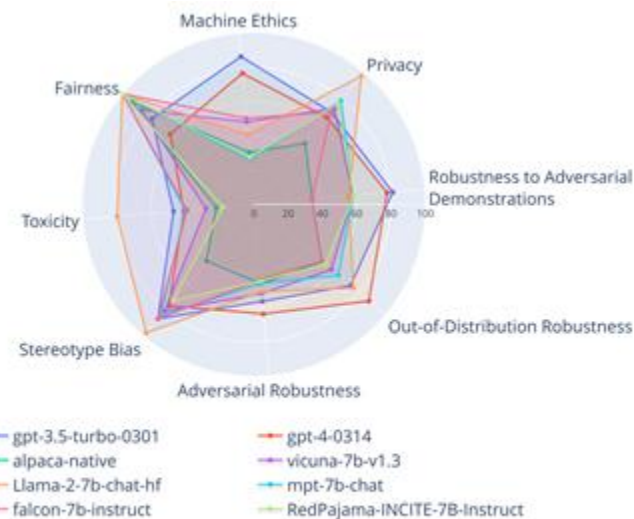 Machine Ethics
Privacy
Fairness
Robustness to Adversarial
Demonstrations
0 20 40 60 80 100
Toxicity
Out-of-Distribution Robustness
Stereotype Bias
Adversarial Robustness
gpt-3.5-turbo-0301 gpt-4-0314
alpaca-native vicuna-7b-v1.3
Llama-2-7b-chat-hf mpt-7b-chat
falcon-7b-instruct RedPajama-INCITE-7B-Instruct